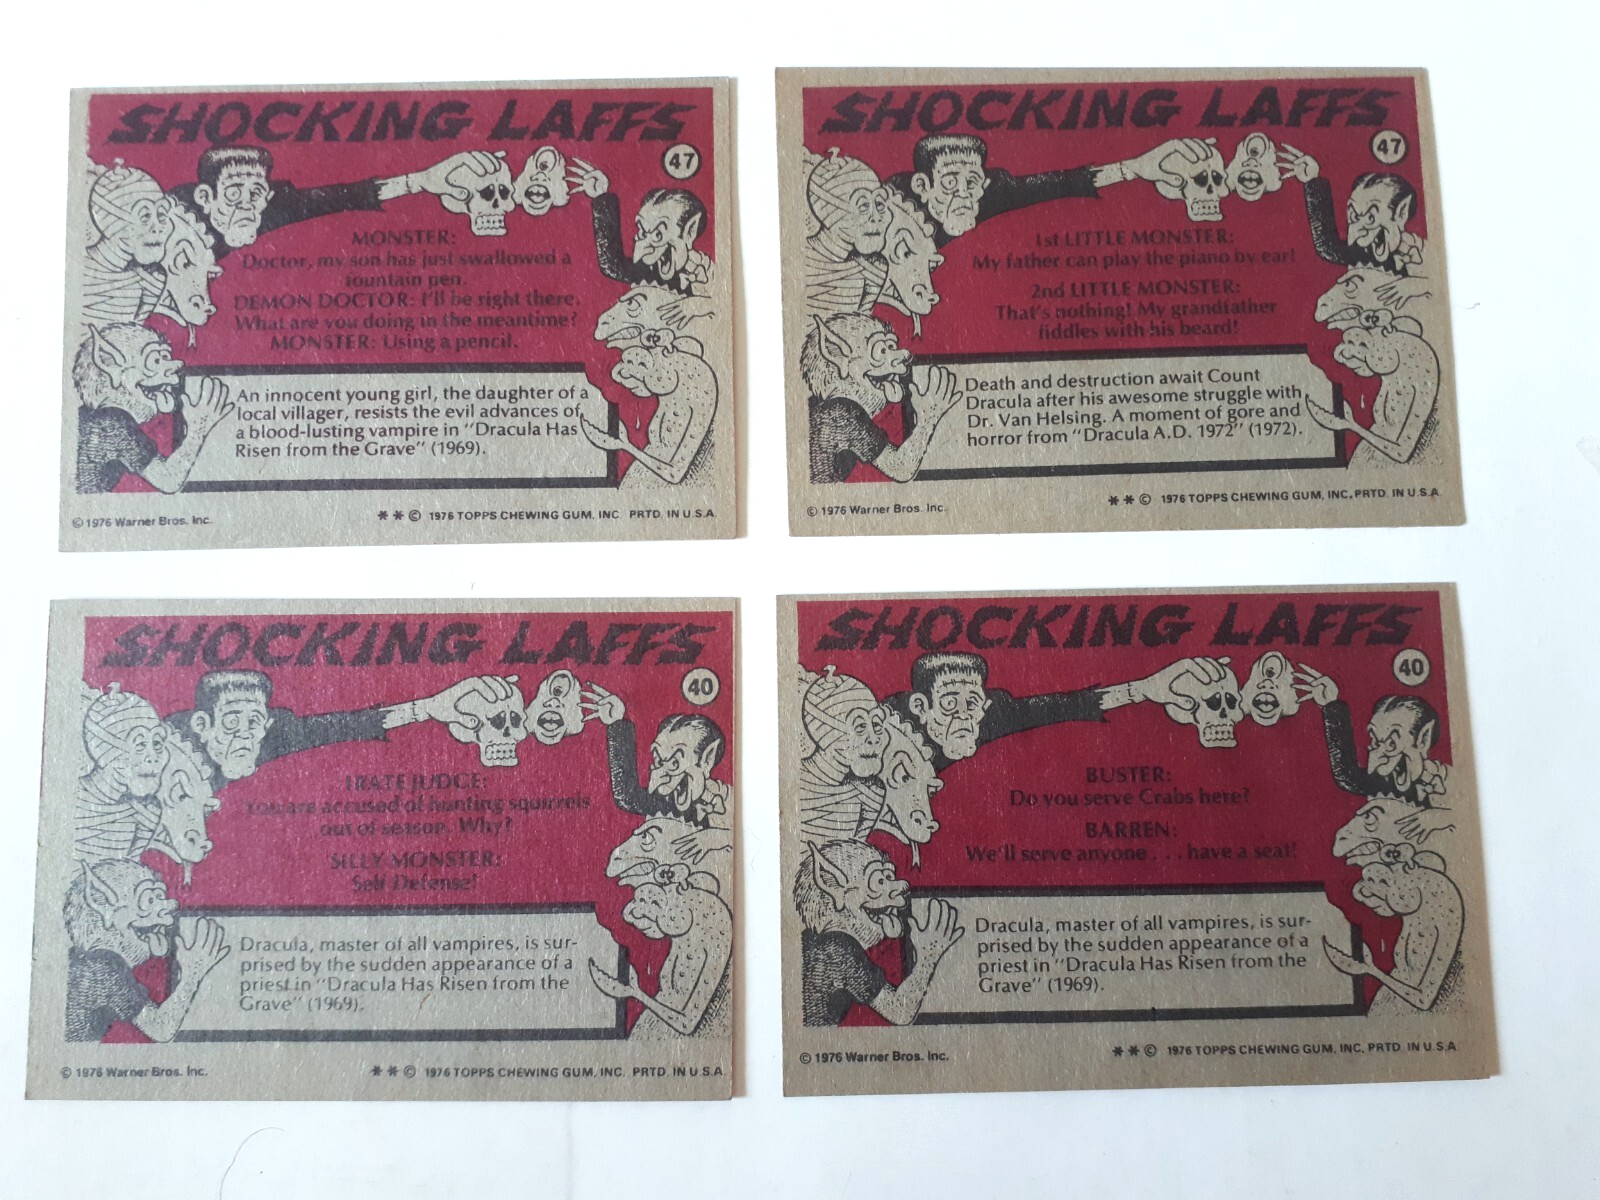 SHOCKING LAFFS
47
MONSTER:
Doctor, my son has just swallowed a
fountain pen.
DEMON DOCTOR: I'll be right there.
What are you doing in the meantime?
MONSTER: Using a pencil.
An innocent young girl, the daughter of a
local villager, resists the evil advances of
a blood-lusting vampire in "Dracula Has
Risen from the Grave" (1969).
© 1976 Warner Bros. Inc.
* * © 1976 TOPPS CHEWING GUM, INC. PRTD. IN U.S.A.
SHOCKING LAFFS
47
1st LITTLE MONSTER:
My father can play the piano by ear!
2nd LITTLE MONSTER:
That's nothing! My grandfather
fiddles with his beard!
Death and destruction await Count
Dracula after his awesome struggle with
Dr. Van Helsing. A moment of gore and
horror from "Dracula A.D. 1972" (1972).
© 1976 Warner Bros. Inc.
* * © 1976 TOPPS CHEWING GUM, INC. PRTD. IN U.S.A.
SHOCKING LAFFS
40
IRATE JUDGE:
You are accused of hunting squirrels
out of season. Why?
SILLY MONSTER:
Self Defense!
Dracula, master of all vampires, is sur-
prised by the sudden appearance of a
priest in "Dracula Has Risen from the
Grave" (1969).
© 1976 Warner Bros. Inc.
* * © 1976 TOPPS CHEWING GUM, INC. PRTD. IN U.S.A.
SHOCKING LAFFS
40
BUSTER:
Do you serve Crabs here?
BARREN:
We'll serve anyone . . . have a seat!
Dracula, master of all vampires, is sur-
prised by the sudden appearance of a
priest in "Dracula Has Risen from the
Grave" (1969).
© 1976 Warner Bros. Inc.
* * © 1976 TOPPS CHEWING GUM, INC. PRTD. IN U.S.A.